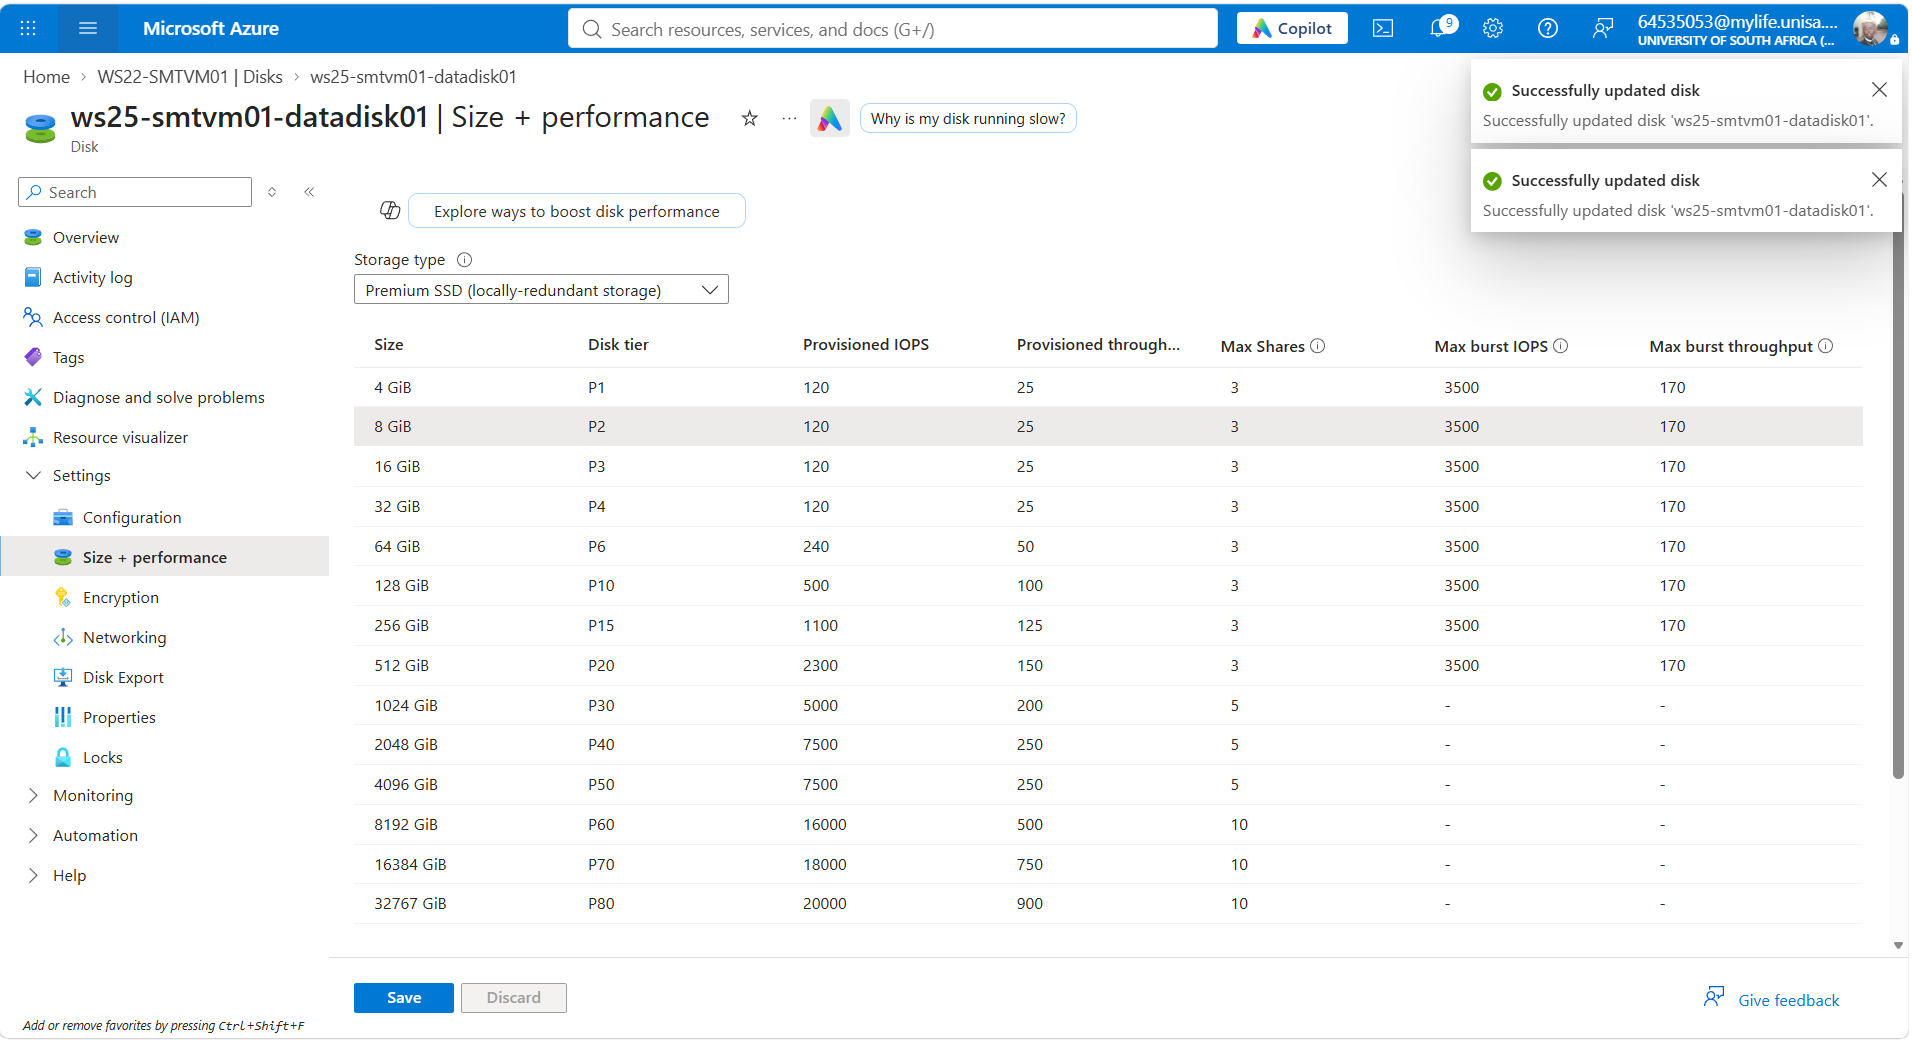 Microsoft Azure
Search resources, services, and docs (G+/)
Copilot
9
64535053@mylife.unisa....
UNIVERSITY OF SOUTH AFRICA (...
Home > WS22-SMTVM01 | Disks > ws25-smtvm01-datadisk01
ws25-smtvm01-datadisk01 | Size + performance
Why is my disk running slow?
Disk
Successfully updated disk
Successfully updated disk 'ws25-smtvm01-datadisk01'.
Successfully updated disk
Successfully updated disk 'ws25-smtvm01-datadisk01'.
Search
Overview
Activity log
Access control (IAM)
Tags
Diagnose and solve problems
Resource visualizer
Settings
Configuration
Size + performance
Encryption
Networking
Disk Export
Properties
Locks
Monitoring
Automation
Help
Add or remove favorites by pressing Ctrl+Shift+F
Explore ways to boost disk performance
Storage type
Premium SSD (locally-redundant storage)
Size Disk tier Provisioned IOPS Provisioned through... Max Shares Max burst IOPS Max burst throughput
4 GiB P1 120 25 3 3500 170
8 GiB P2 120 25 3 3500 170
16 GiB P3 120 25 3 3500 170
32 GiB P4 120 25 3 3500 170
64 GiB P6 240 50 3 3500 170
128 GiB P10 500 100 3 3500 170
256 GiB P15 1100 125 3 3500 170
512 GiB P20 2300 150 3 3500 170
1024 GiB P30 5000 200 5 - -
2048 GiB P40 7500 250 5 - -
4096 GiB P50 7500 250 5 - -
8192 GiB P60 16000 500 10 - -
16384 GiB P70 18000 750 10 - -
32767 GiB P80 20000 900 10 - -
Save
Discard
Give feedback